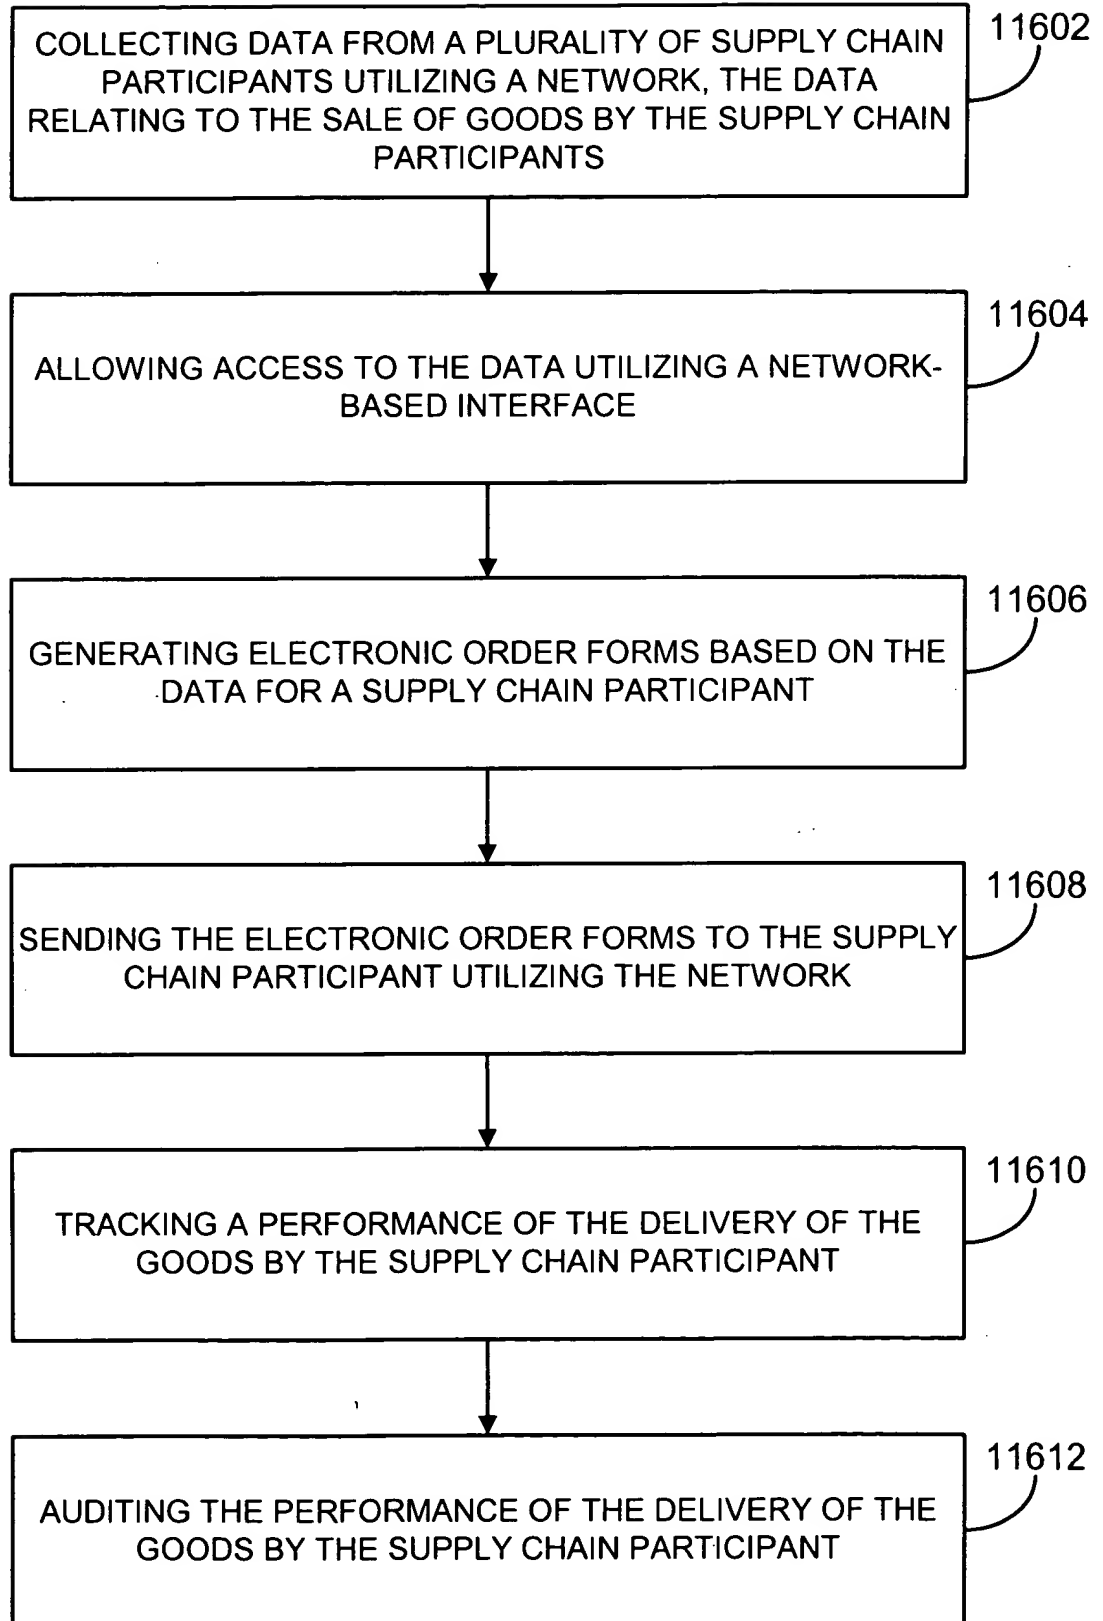 COLLECTING DATA FROM A PLURALITY OF SUPPLY CHAIN
PARTICIPANTS UTILIZING A NETWORK, THE DATA
RELATING TO THE SALE OF GOODS BY THE SUPPLY CHAIN
PARTICIPANTS
11602
ALLOWING ACCESS TO THE DATA UTILIZING A NETWORK-
BASED INTERFACE
11604
GENERATING ELECTRONIC ORDER FORMS BASED ON THE
DATA FOR A SUPPLY CHAIN PARTICIPANT
11606
SENDING THE ELECTRONIC ORDER FORMS TO THE SUPPLY
CHAIN PARTICIPANT UTILIZING THE NETWORK
11608
TRACKING A PERFORMANCE OF THE DELIVERY OF THE
GOODS BY THE SUPPLY CHAIN PARTICIPANT
11610
AUDITING THE PERFORMANCE OF THE DELIVERY OF THE
GOODS BY THE SUPPLY CHAIN PARTICIPANT
11612